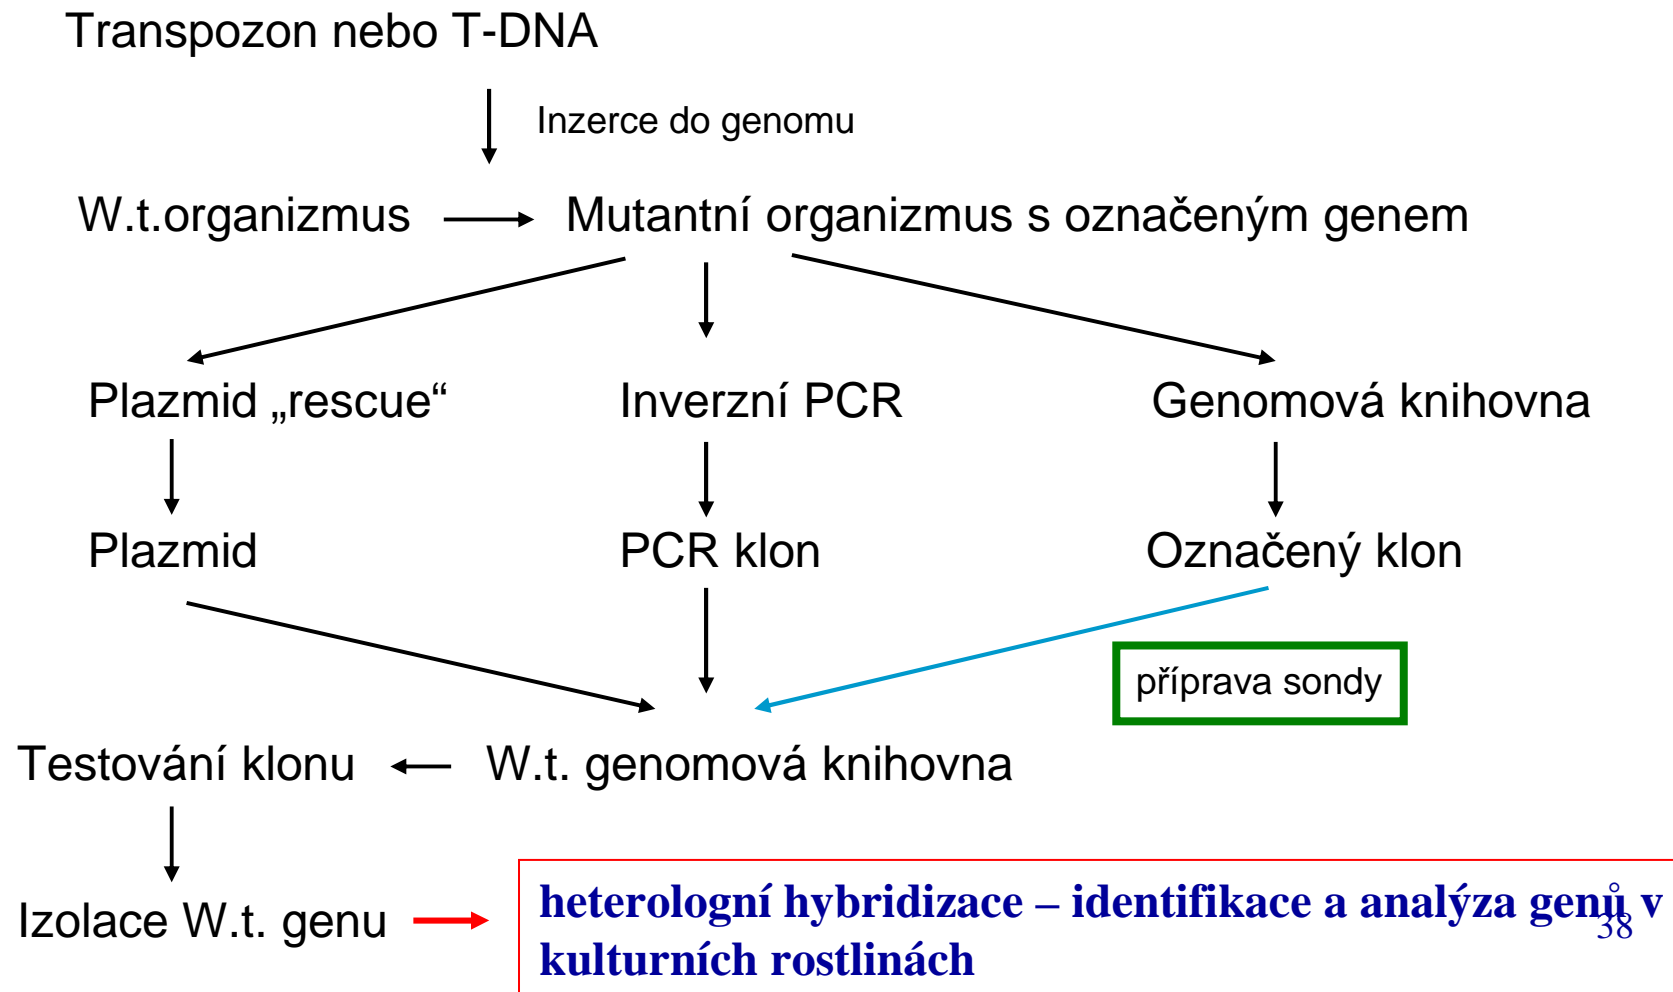 Transpozon nebo T-DNA
Inzerce do genomu
W.t.organizmus
Mutantní organizmus s označeným genem
Plazmid „rescue“
Inverzní PCR
Genomová knihovna
Plazmid
PCR klon
Označený klon
příprava sondy
Testování klonu
W.t. genomová knihovna
Izolace W.t. genu
heterologní hybridizace – identifikace a analýza genů v
kulturních rostlinách
38